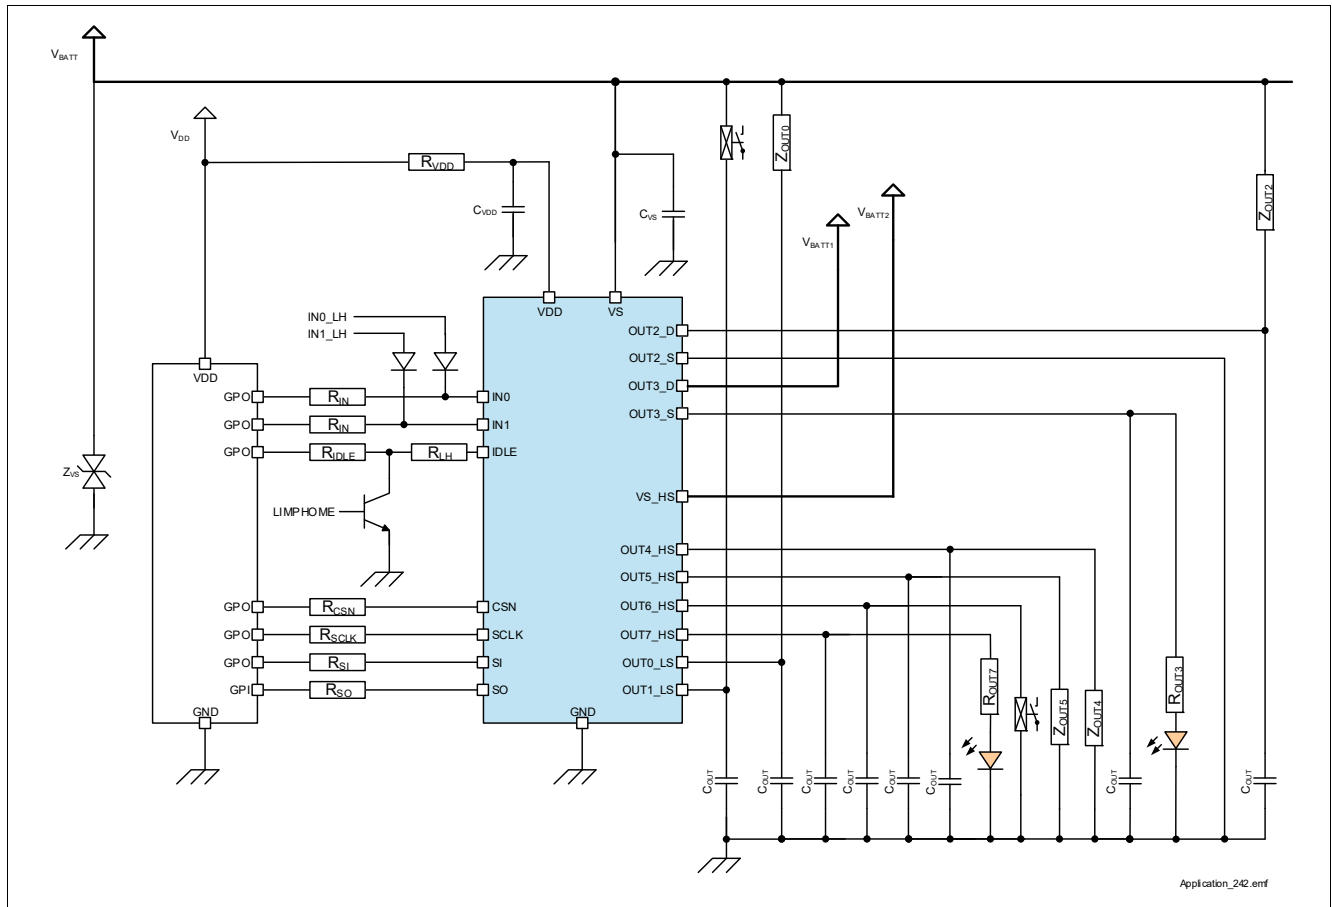 VBATT
VDD
RVDD
CVDD
CVS
ZOUT0
ZOUT2
VBATT2
VBATT1
VDD
VS
IN0_LH
IN1_LH
OUT2_D
OUT2_S
OUT3_D
OUT3_S
VDD
GPO
RIN
IN0
GPO
RIN
IN1
GPO
RIDLE
RLH
IDLE
ZVS
LIMPHOME
VS_HS
OUT4_HS
OUT5_HS
OUT6_HS
OUT7_HS
OUT0_LS
OUT1_LS
GPO
RCSN
CSN
GPO
RSCLK
SCLK
GPO
RSI
SI
GPI
RSO
SO
GND
GND
ROUT7
ZOUT5
ZOUT4
ROUT3
COUT
COUT
COUT
COUT
COUT
COUT
COUT
COUT
Application_242.emf